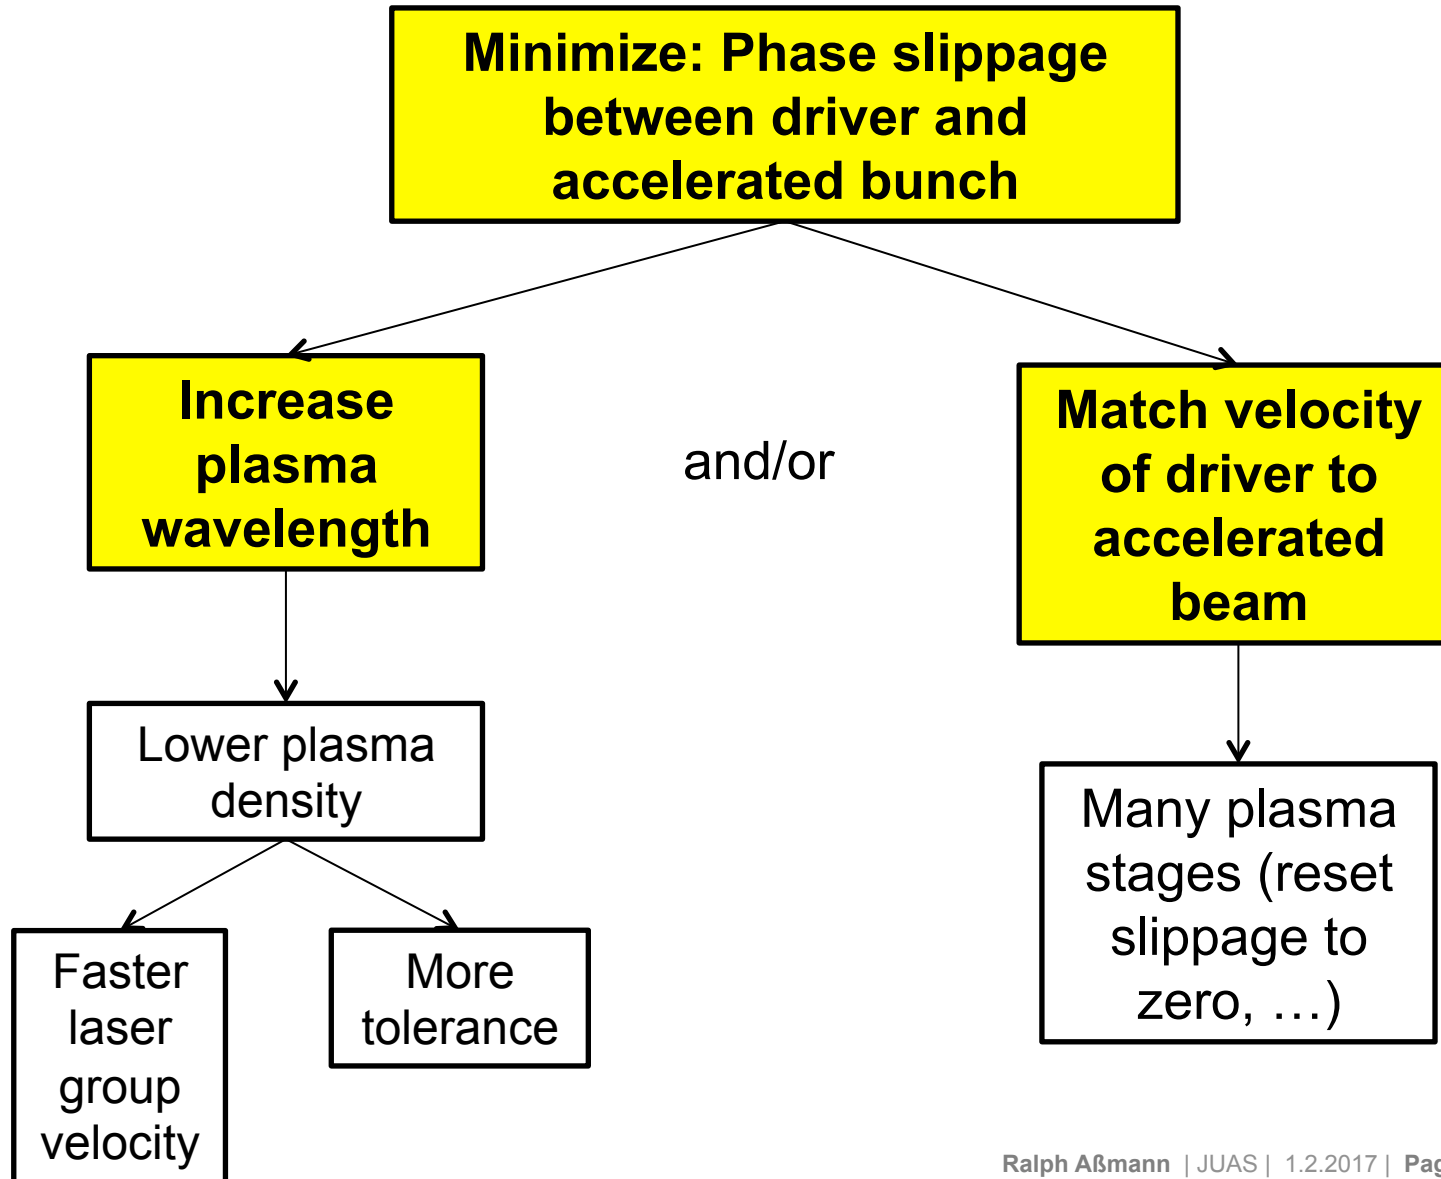 Minimize: Phase slippage
between driver and
accelerated bunch
Increase
plasma
wavelength
and/or
Match velocity
of driver to
accelerated
beam
Lower plasma
density
Many plasma
stages (reset
slippage to
zero, …)
Faster
laser
group
velocity
More
tolerance
Ralph Aßmann | JUAS | 1.2.2017 |